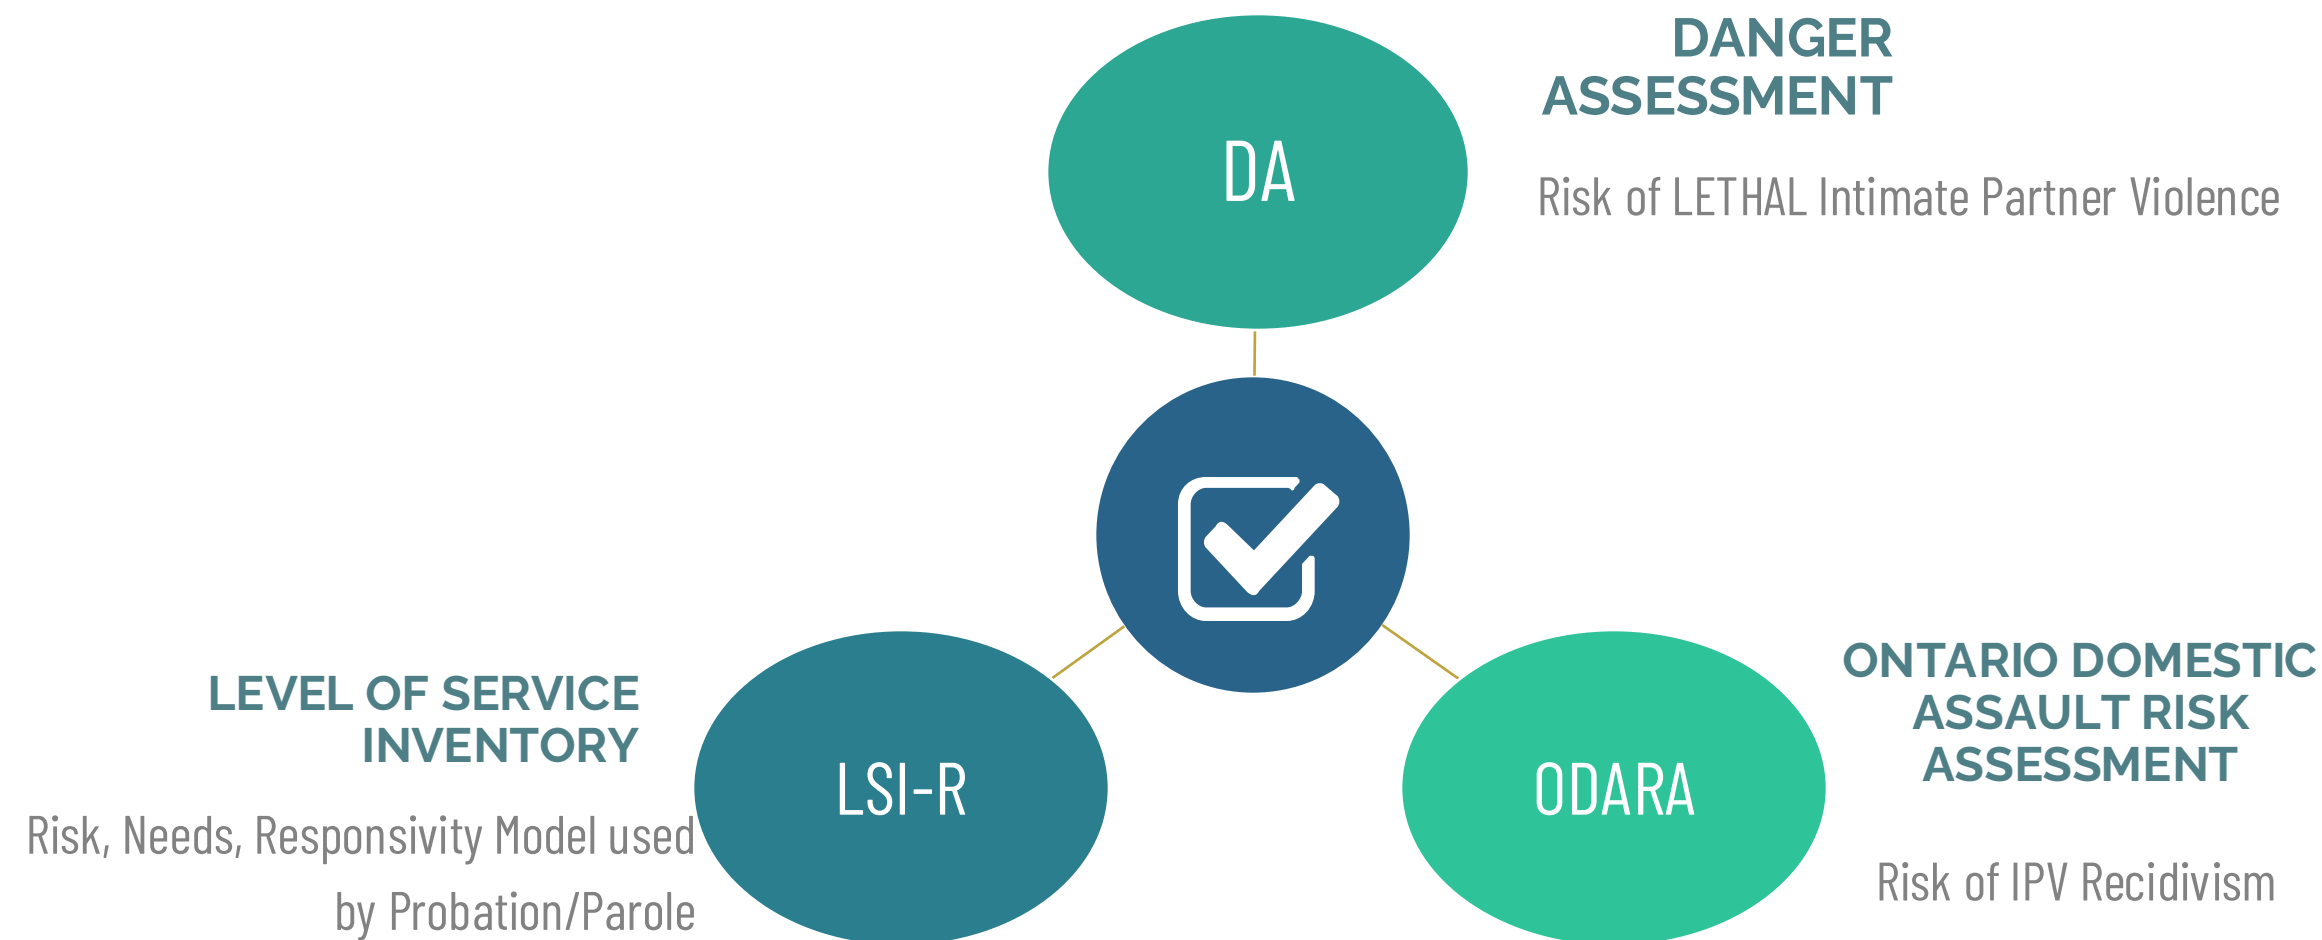 DANGER
ASSESSMENT
DA
Risk of LETHAL Intimate Partner Violence
LEVEL OF SERVICE
INVENTORY
LSI-R
Risk, Needs, Responsivity Model used
by Probation/Parole
ONTARIO DOMESTIC
ASSAULT RISK
ASSESSMENT
ODARA
Risk of IPV Recidivism